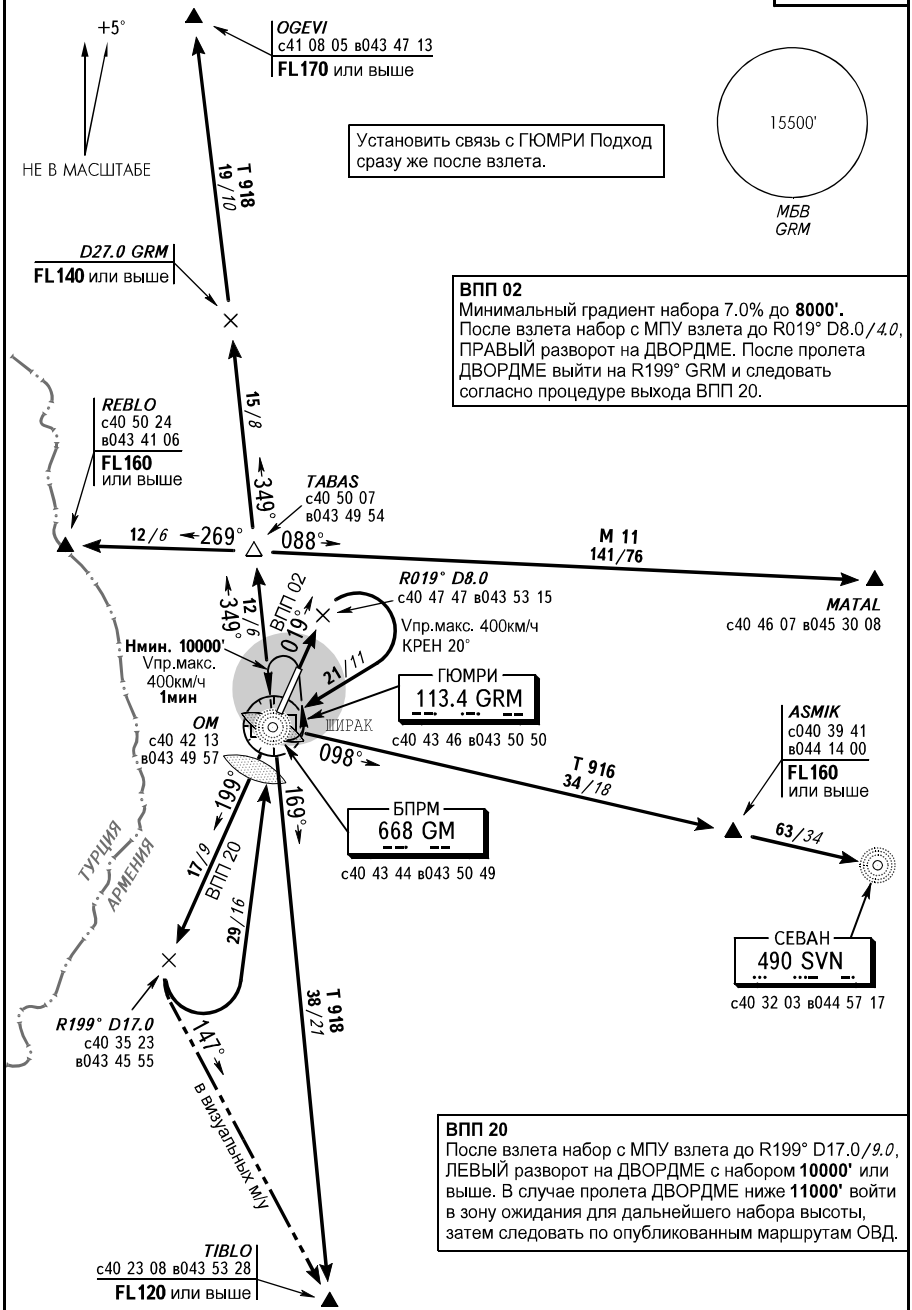 +5°
OGEVI
с41 08 05 в043 47 13
FL170 или выше
НЕ В МАСШТАБЕ
Установить связь с ГЮМРИ Подход
сразу же после взлета.
15500'
МБВ
GRM
T 918
19/10
D27.0 GRM
FL140 или выше
ВПП 02
Минимальный градиент набора 7.0% до 8000'.
После взлета набор с МПУ взлета до R019° D8.0/4.0,
ПРАВЫЙ разворот на ДВОРДМЕ. После пролета
ДВОРДМЕ выйти на R199° GRM и следовать
согласно процедуре выхода ВПП 20.
15/8
349°
REBLO
с40 50 24
в043 41 06
FL160
или выше
TABAS
с40 50 07
в043 49 54
12/6
269°
088°
M 11
141/76
MATAL
с40 46 07 в045 30 08
349°
12/6
ВПП 02
019°
R019° D8.0
с40 47 47 в043 53 15
Vпр.макс. 400км/ч
КРЕН 20°
21/11
Hмин. 10000'
Vпр.макс.
400км/ч
1мин
ГЮМРИ
113.4 GRM
с40 43 46 в043 50 50
ШИРАК
OM
с40 42 13
в043 49 57
098°
T 916
34/18
ASMIK
с040 39 41
в044 14 00
FL160
или выше
63/34
199°
169°
БПРМ
668 GM
с40 43 44 в043 50 49
ТУРЦИЯ
АРМЕНИЯ
17/9
ВПП 20
29/16
СЕВАН
490 SVN
с40 32 03 в044 57 17
T 918
38/21
R199° D17.0
с40 35 23
в043 45 55
147°
в визуальных м/у
ВПП 20
После взлета набор с МПУ взлета до R199° D17.0/9.0,
ЛЕВЫЙ разворот на ДВОРДМЕ с набором 10000' или
выше. В случае пролета ДВОРДМЕ ниже 11000' войти
в зону ожидания для дальнейшего набора высоты,
затем следовать по опубликованным маршрутам ОВД.
TIBLO
с40 23 08 в043 53 28
FL120 или выше